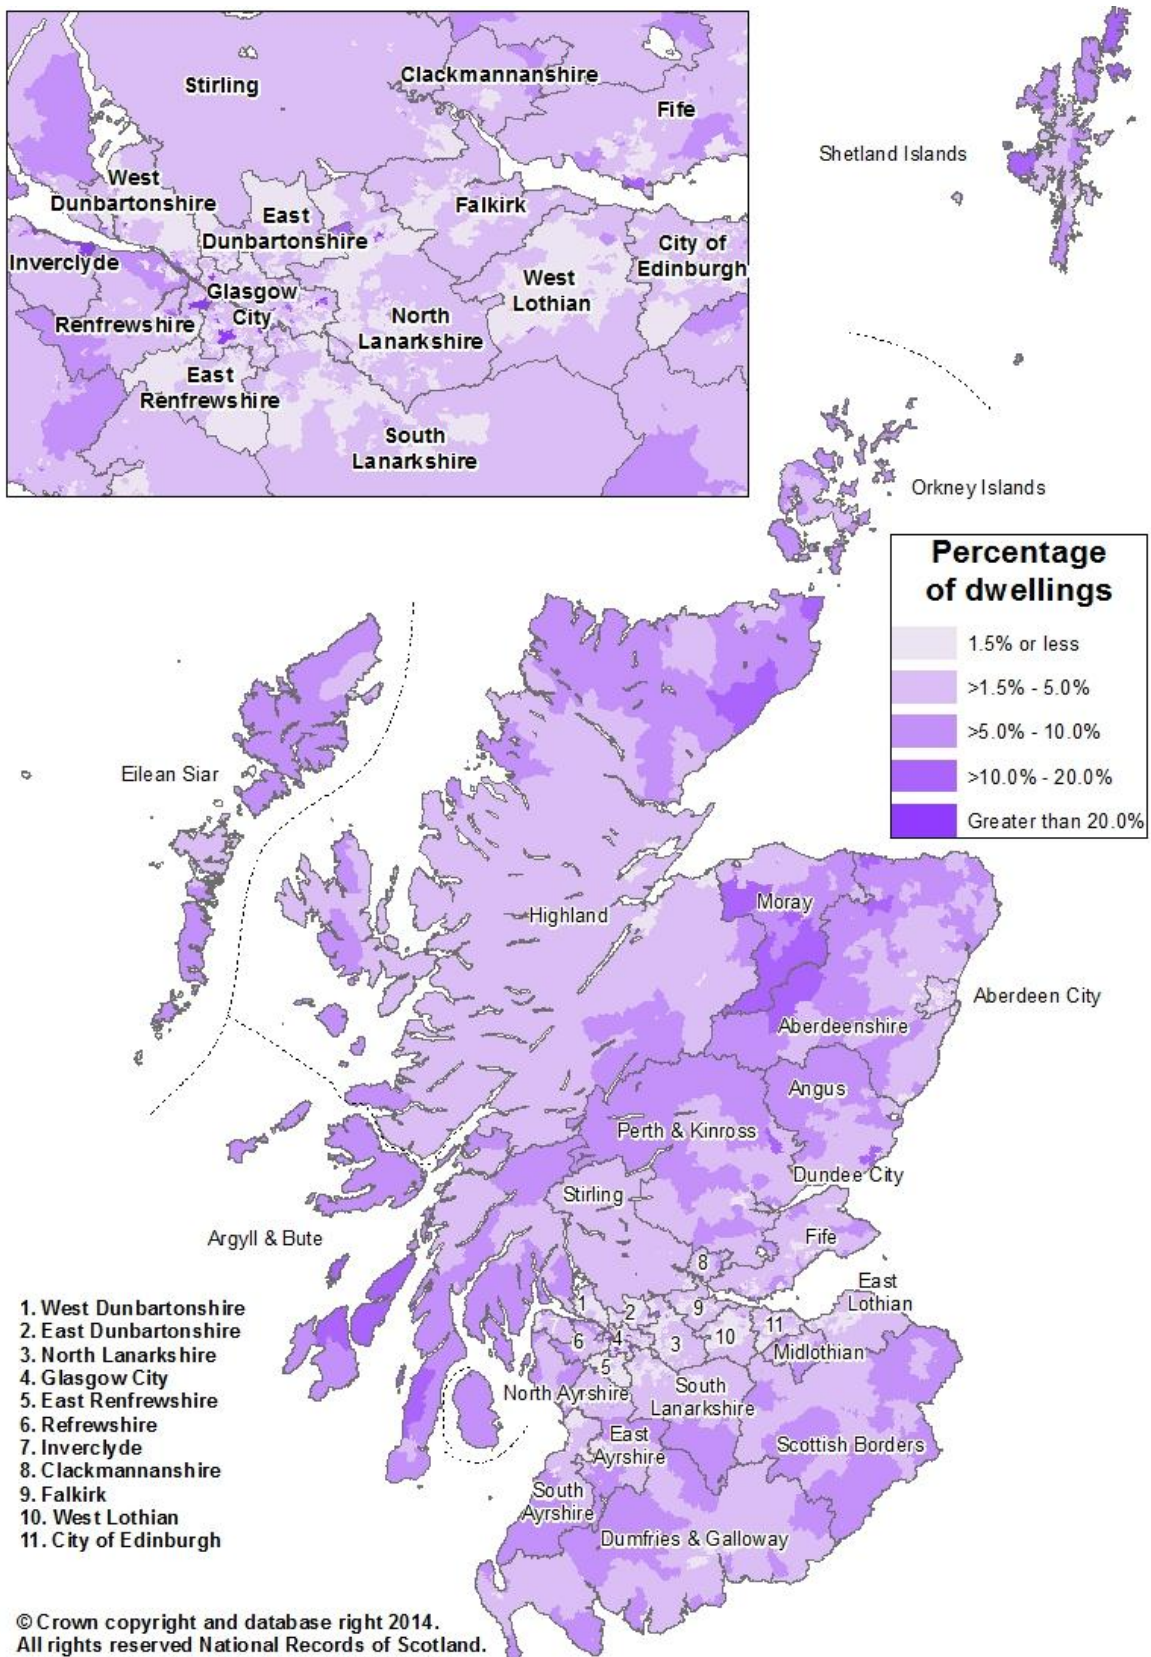 Stirling
Clackmannanshire
Fife
West
Dunbartonshire
East
Dunbartonshire
Falkirk
City of
Edinburgh
Inverclyde
Glasgow
City
West
Lothian
Renfrewshire
North
Lanarkshire
East
Renfrewshire
South
Lanarkshire
Shetland Islands
Orkney Islands
Percentage
of dwellings
1.5% or less
>1.5% - 5.0%
>5.0% - 10.0%
>10.0% - 20.0%
Greater than 20.0%
Eilean Siar
Highland
Moray
Aberdeen City
Aberdeenshire
Angus
Perth & Kinross
Dundee City
Stirling
Argyll & Bute
Fife
8
East
Lothian
1
2
9
11
7
6
4
3
10
Midlothian
5
North Ayrshire
South
Lanarkshire
East
Ayrshire
Scottish Borders
South
Ayrshire
Dumfries & Galloway
1. West Dunbartonshire
2. East Dunbartonshire
3. North Lanarkshire
4. Glasgow City
5. East Renfrewshire
6. Refrewshire
7. Inverclyde
8. Clackmannanshire
9. Falkirk
10. West Lothian
11. City of Edinburgh
© Crown copyright and database right 2014.
All rights reserved National Records of Scotland.